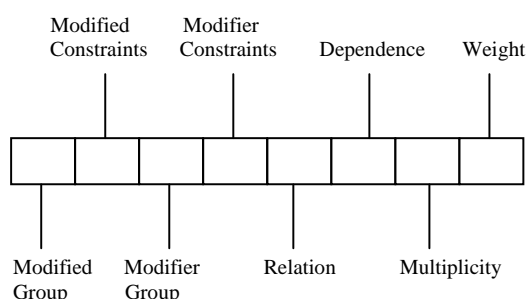 Modified Modifier
Constraints Constraints Dependence Weight
Modified Modifier Relation Multiplicity
Group Group